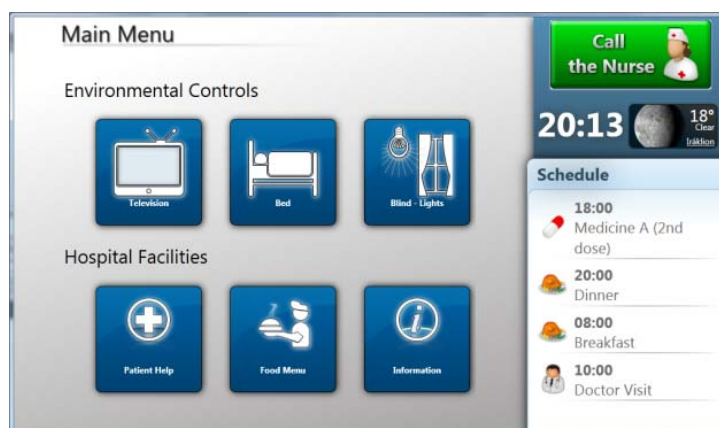 Main Menu
Environmental Controls
Television
Bed
Blind - Lights
Hospital Facilities
Patient Help
Food Menu
Information
Call
the Nurse
20:13
18°
Clear
Iráklion
Schedule
18:00
Medicine A (2nd
dose)
20:00
Dinner
08:00
Breakfast
10:00
Doctor Visit